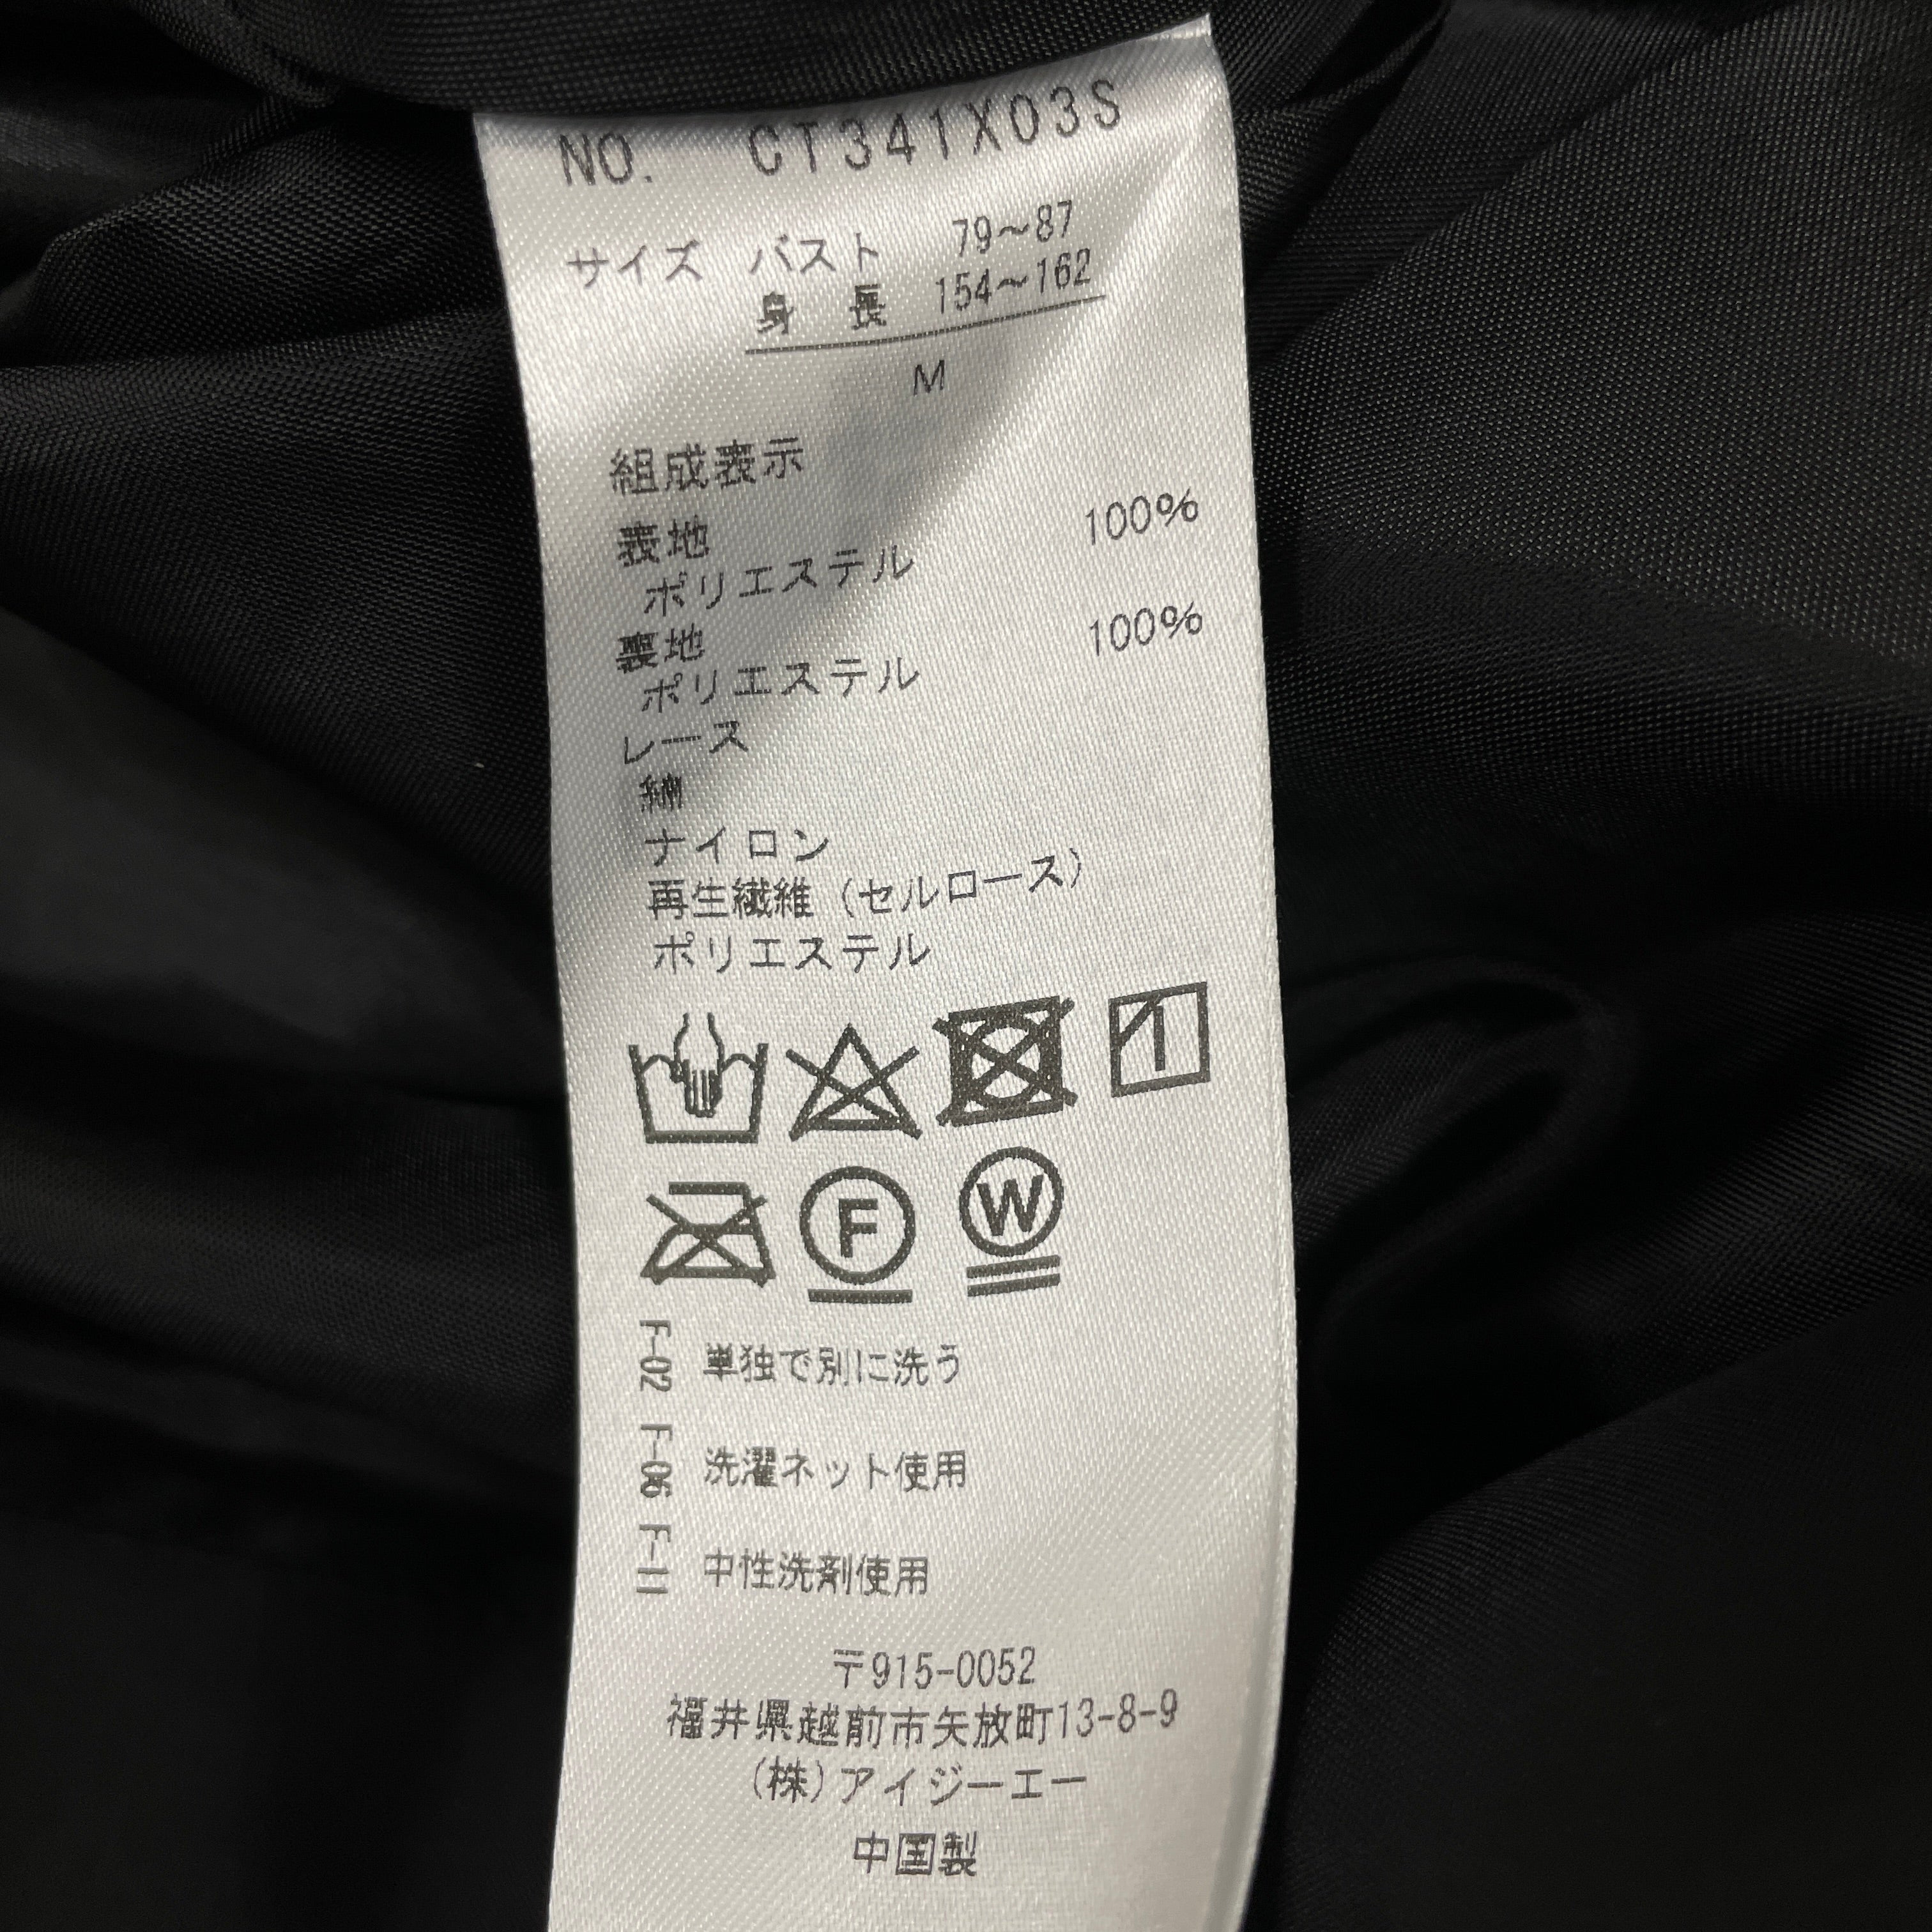 NO. CT341X03S
サイズ バスト 79～87
身 長 154～162
M
組成表示
表地
ポリエステル 100%
裏地
ポリエステル 100%
レース
綿
ナイロン
再生繊維（セルロース）
ポリエステル
F
W
F-02 単独で別に洗う
F-06 洗濯ネット使用
F-11 中性洗剤使用
〒915-0052
福井県越前市矢放町13-8-9
(株)アイジーエー
中国製